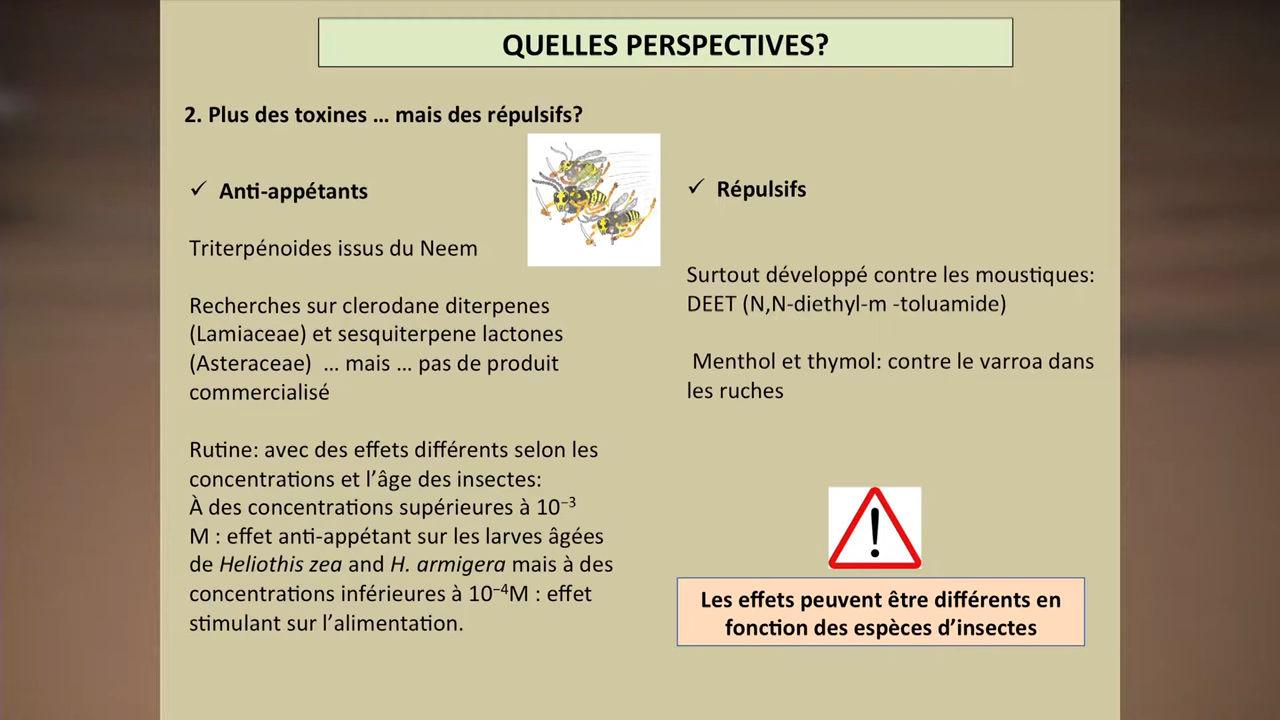 QUELLES PERSPECTIVES?
2. Plus des toxines ... mais des répulsifs?
✓ Anti-appétants
Triterpénoides issus du Neem
Recherches sur clerodane diterpenes
(Lamiaceae) et sesquiterpene lactones
(Asteraceae) ... mais ... pas de produit
commercialisé
Rutine: avec des effets différents selon les
concentrations et l’âge des insectes:
À des concentrations supérieures à 10⁻³
M : effet anti-appétant sur les larves âgées
de Heliothis zea and H. armigera mais à des
concentrations inférieures à 10⁻⁴M : effet
stimulant sur l’alimentation.
✓ Répulsifs
Surtout développé contre les moustiques:
DEET (N,N-diethyl-m -toluamide)
Menthol et thymol: contre le varroa dans
les ruches
!
Les effets peuvent être différents en
fonction des espèces d’insectes